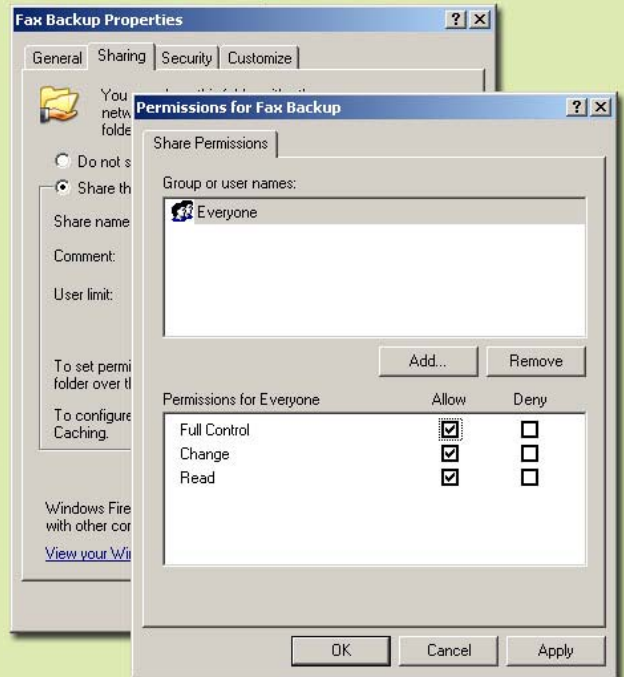 Fax Backup Properties
General
Sharing
Security
Customize
You
netw
folde
Do not s
Share th
Share name
Comment:
User limit:
To set permi
folder over th
To configure
Caching.
Windows Fire
with other cor
View your Wi
Permissions for Fax Backup
Share Permissions
Group or user names:
Everyone
Add...
Remove
Permissions for Everyone
Allow
Deny
Full Control
Change
Read
OK
Cancel
Apply